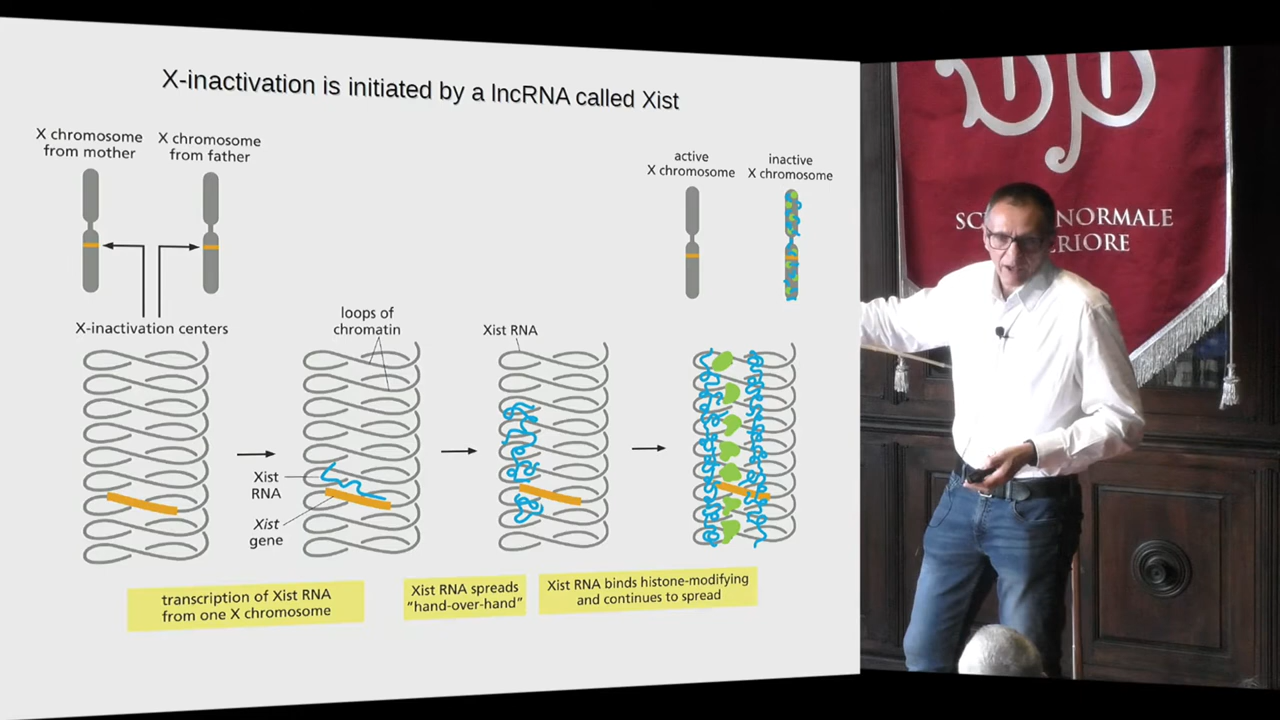 X-inactivation is initiated by a lncRNA called Xist
X chromosome
from mother
X chromosome
from father
X-inactivation centers
active
X chromosome
inactive
X chromosome
loops of
chromatin
Xist RNA
Xist
RNA
Xist
gene
transcription of Xist RNA
from one X chromosome
Xist RNA spreads
"hand-over-hand"
Xist RNA binds histone-modifying
and continues to spread
NORMALE